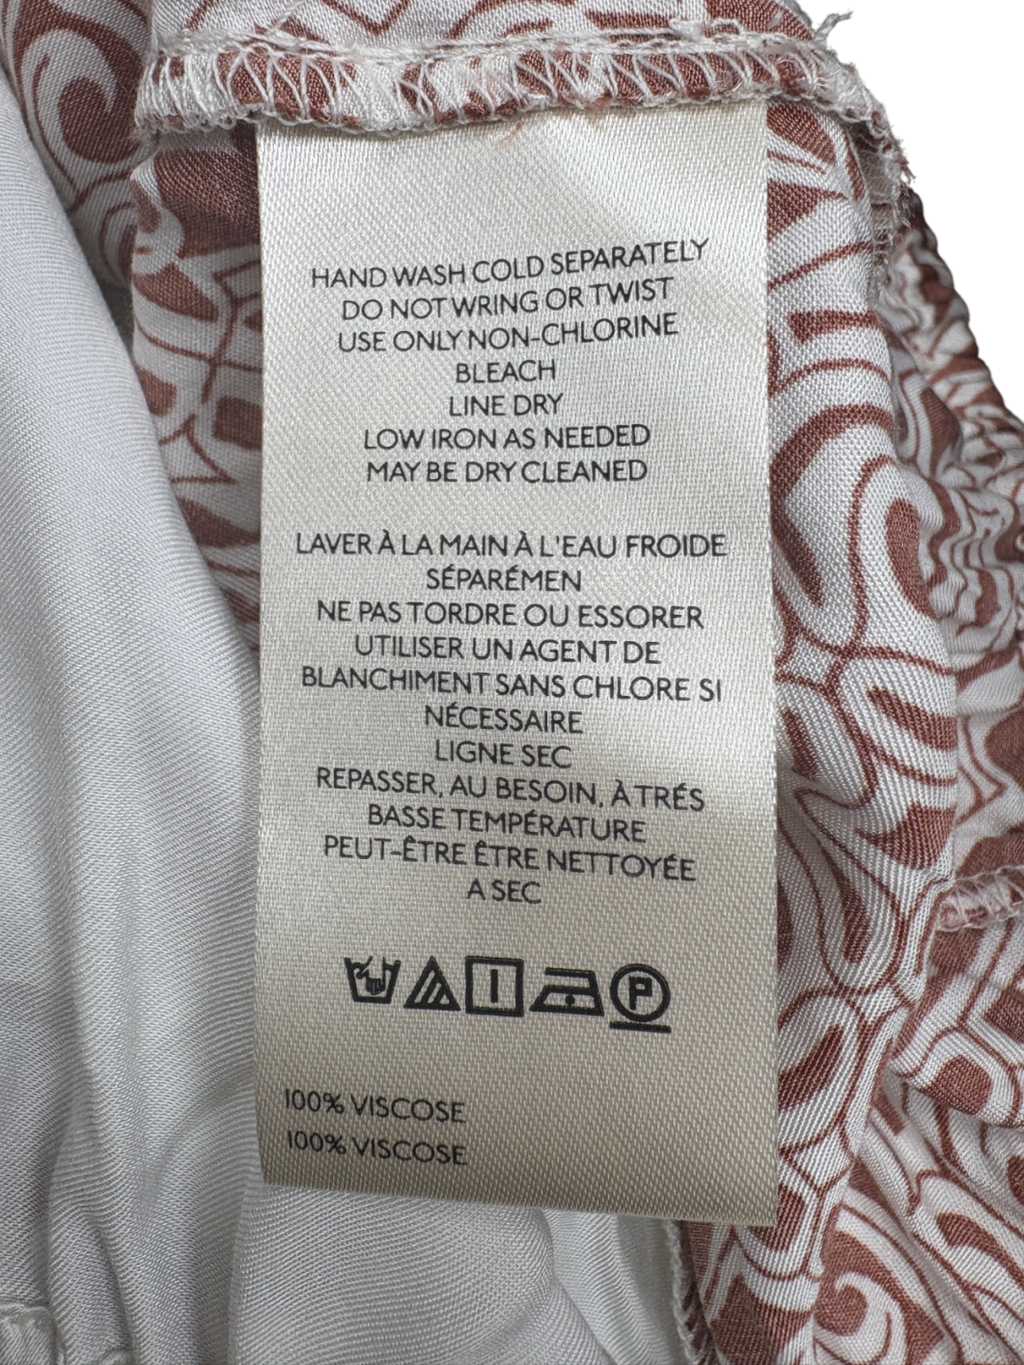 HAND WASH COLD SEPARATELY
DO NOT WRING OR TWIST
USE ONLY NON-CHLORINE
BLEACH
LINE DRY
LOW IRON AS NEEDED
MAY BE DRY CLEANED
LAVER À LA MAIN À L'EAU FROIDE
SÉPARÉMEN
NE PAS TORDRE OU ESSORER
UTILISER UN AGENT DE
BLANCHIMENT SANS CHLORE SI
NÉCESSAIRE
LIGNE SEC
REPASSER, AU BESOIN, À TRÉS
BASSE TEMPÉRATURE
PEUT-ÊTRE ÊTRE NETTOYÉE
A SEC
P
100% VISCOSE
100% VISCOSE